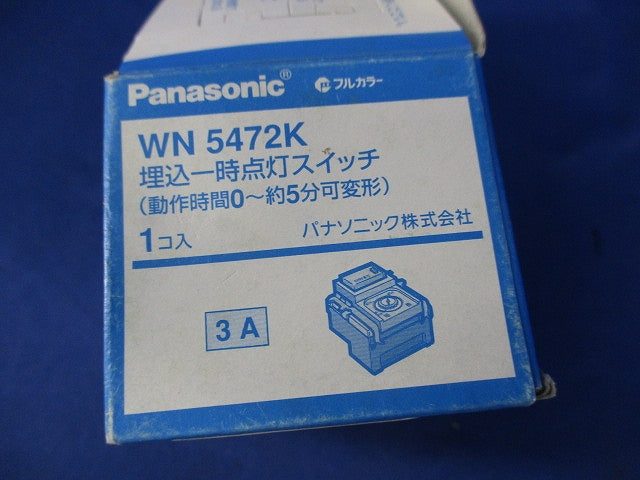 Panasonic® フルカラー
WN 5472K
埋込一時点灯スイッチ
(動作時間0～約5分可変形)
1コ入 パナソニック株式会社
3 A